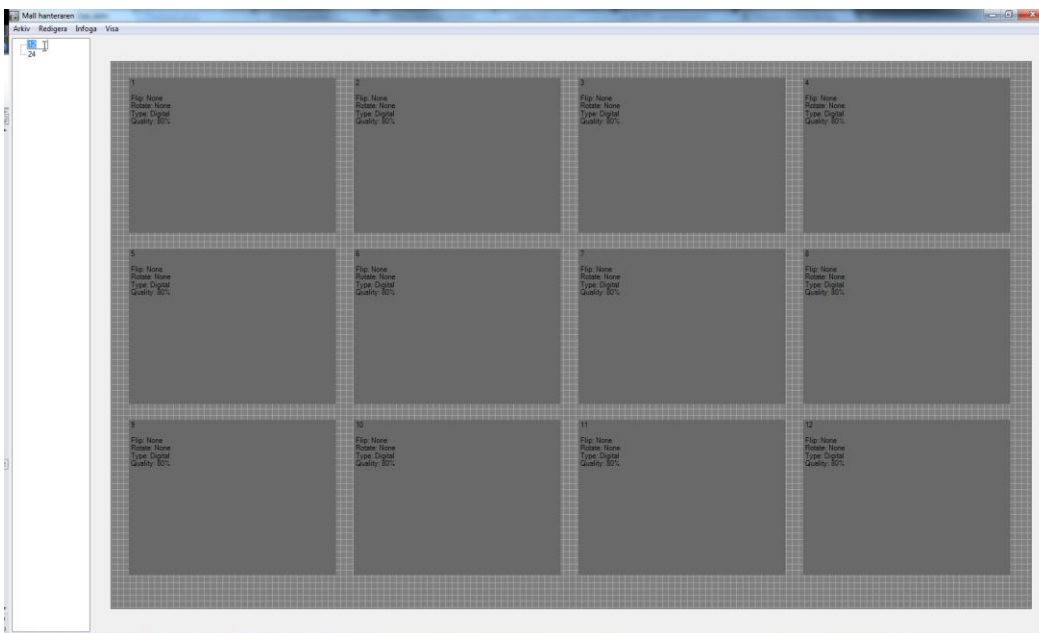 Mall hanteraren
Arkiv Redigera Infoga Visa
12
24
1
Flip: None
Rotate: None
Type: Digital
Quality: 80%
2
Flip: None
Rotate: None
Type: Digital
Quality: 80%
3
Flip: None
Rotate: None
Type: Digital
Quality: 80%
4
Flip: None
Rotate: None
Type: Digital
Quality: 80%
5
Flip: None
Rotate: None
Type: Digital
Quality: 80%
6
Flip: None
Rotate: None
Type: Digital
Quality: 80%
7
Flip: None
Rotate: None
Type: Digital
Quality: 80%
8
Flip: None
Rotate: None
Type: Digital
Quality: 80%
9
Flip: None
Rotate: None
Type: Digital
Quality: 80%
10
Flip: None
Rotate: None
Type: Digital
Quality: 80%
11
Flip: None
Rotate: None
Type: Digital
Quality: 80%
12
Flip: None
Rotate: None
Type: Digital
Quality: 80%